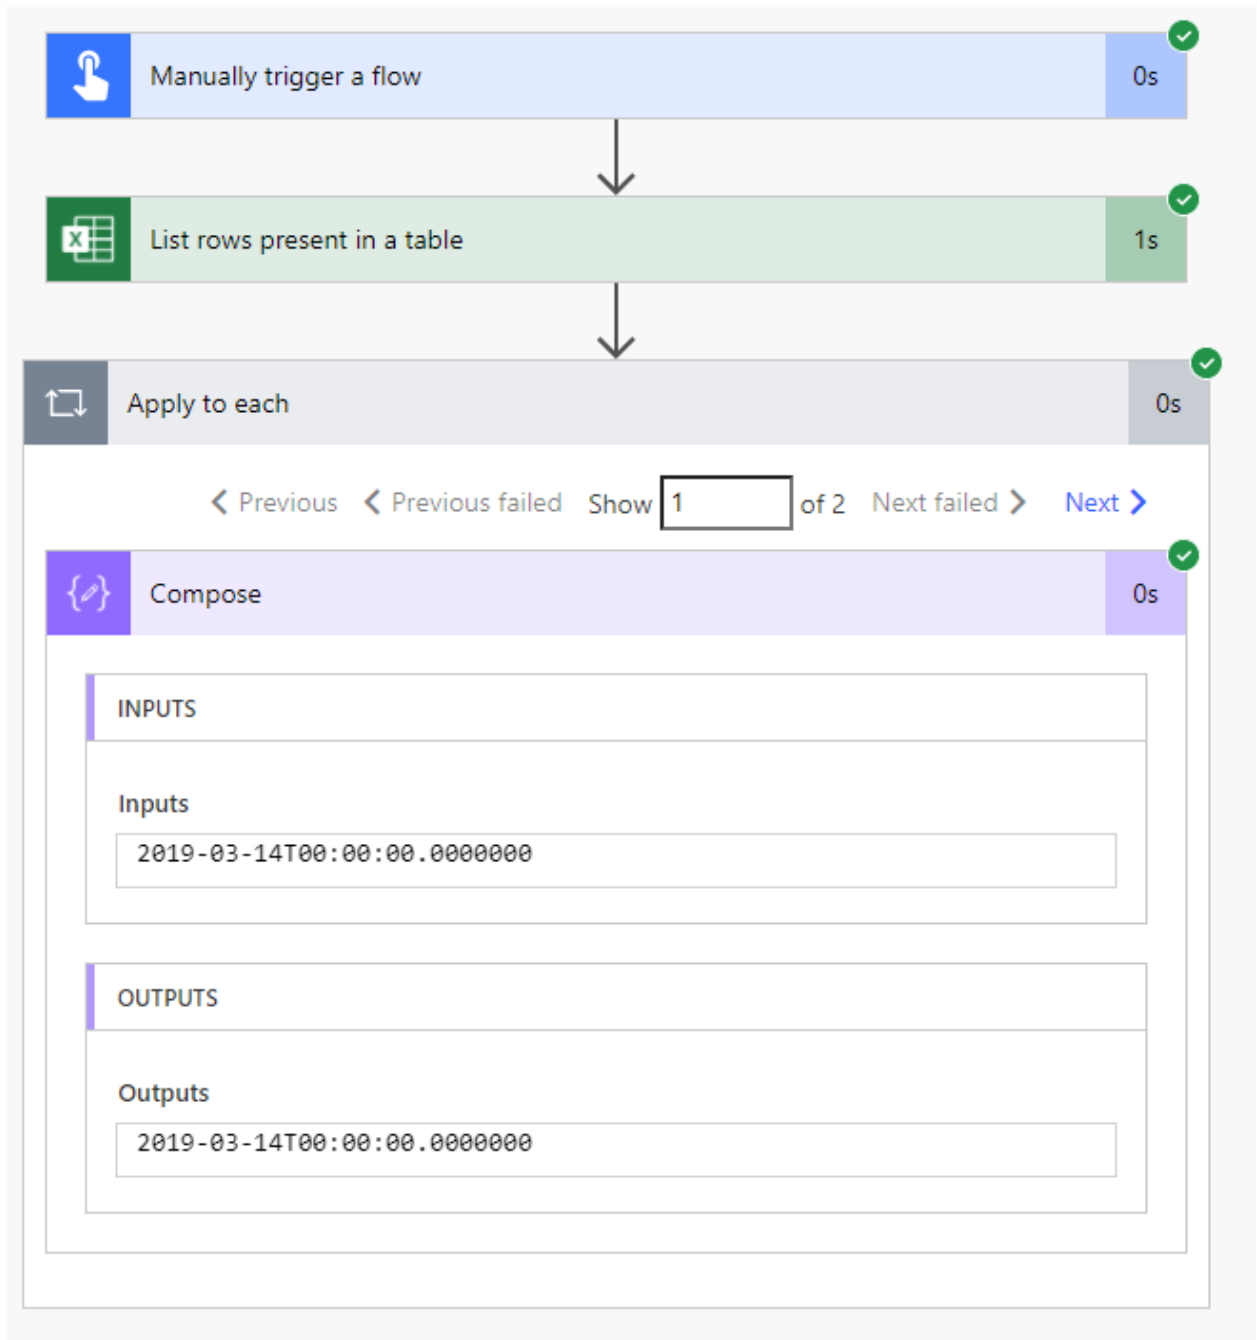 Manually trigger a flow 0s
List rows present in a table 1s
Apply to each 0s
Previous Previous failed Show 1 of 2 Next failed Next
Compose 0s
INPUTS
Inputs
2019-03-14T00:00:00.0000000
OUTPUTS
Outputs
2019-03-14T00:00:00.0000000